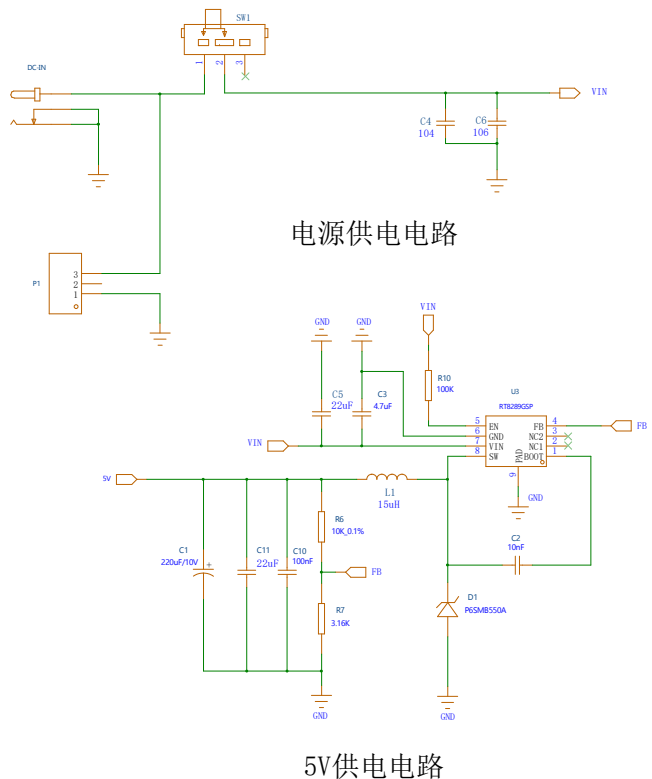 SW1
1
2
3
DC-IN
VIN
C4
104
C6
106
电源供电电路
P1
3
2
1
VIN
GND
GND
R10
100K
C5
22uF
C3
4.7uF
U3
RT8289GSP
5 EN
6 GND
7 VIN
8 SW
FB 4
NC2 3
NC1 2
BOOT 1
PAD
9
FB
VIN
GND
5V
L1
15uH
R6
10K_0.1%
C1
220uF/10V
C11
22uF
C10
100nF
FB
C2
10nF
R7
3.16K
D1
P6SMB550A
GND
GND
5V供电电路